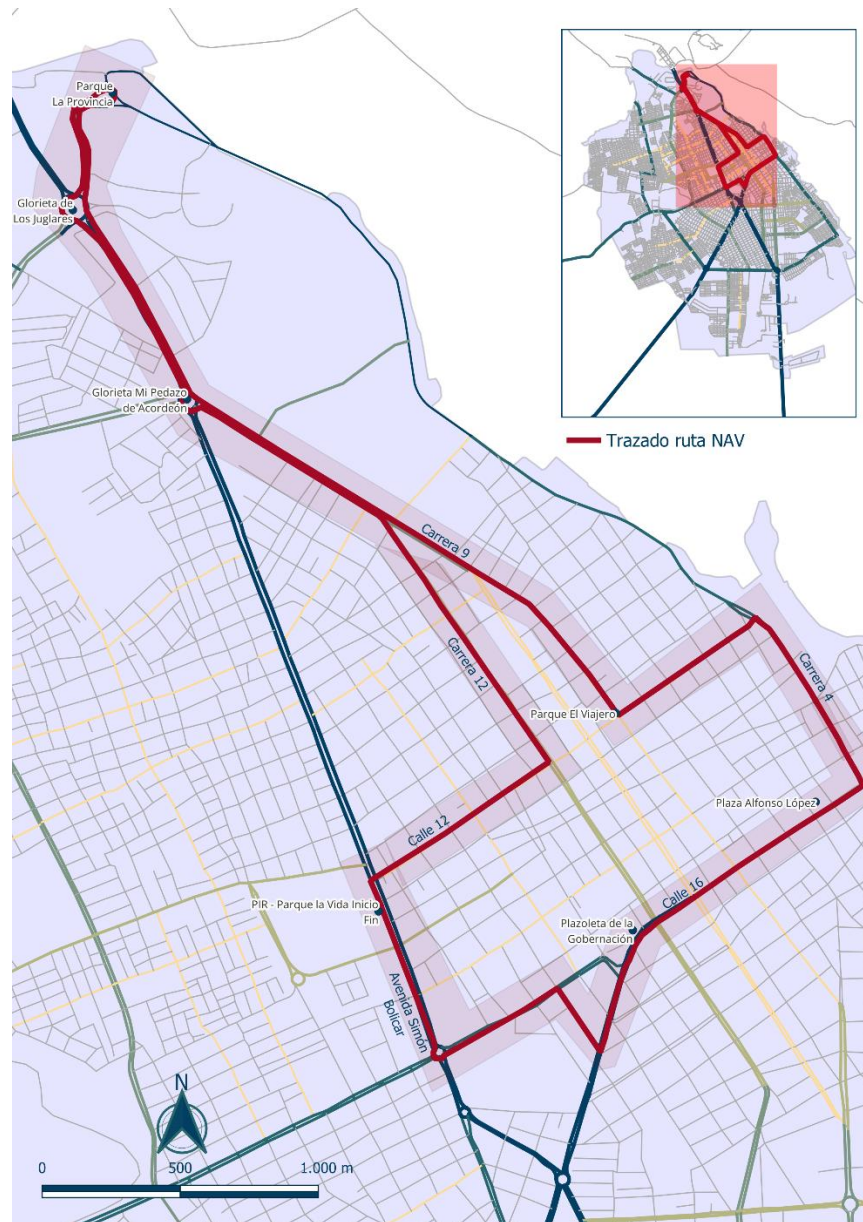 Parque
La Provincia
Glorieta de
Los Juglares
Trazado ruta NAV
Glorieta Mi Pedazo
de Acordeón
Carrera 9
Carrera 12
Carrera 4
Parque El Viajero
Plaza Alfonso López
Calle 12
Calle 16
PIR - Parque la Vida Inicio
Fin
Plazoleta de la
Gobernación
Avenida Simón
Bolicar
N
0 500 1.000 m